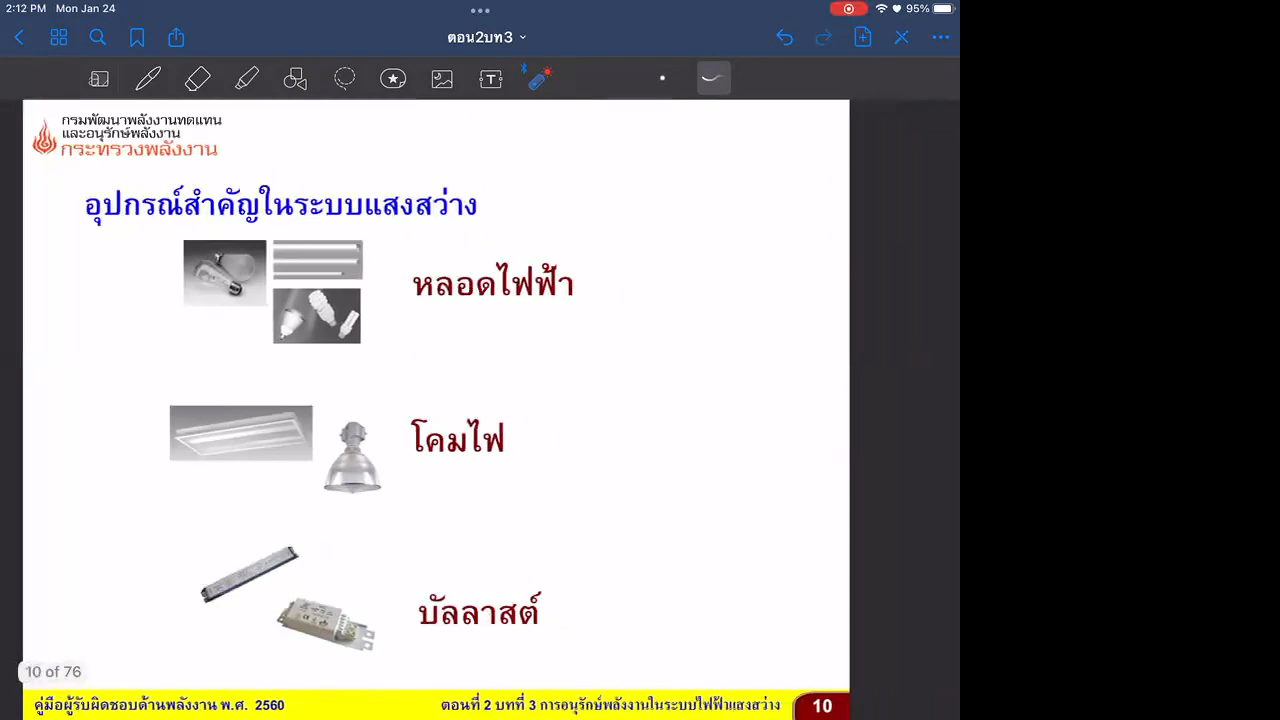 2:12 PM Mon Jan 24
95%
ตอน2บท3
T
กรมพัฒนาพลังงานทดแทน
และอนุรักษ์พลังงาน
กระทรวงพลังงาน
อุปกรณ์สำคัญในระบบแสงสว่าง
หลอดไฟฟ้า
โคมไฟ
บัลลาสต์
10 of 76
คู่มือผู้รับผิดชอบด้านพลังงาน พ.ศ. 2560
ตอนที่ 2 บทที่ 3 การอนุรักษ์พลังงานในระบบไฟฟ้าแสงสว่าง
10